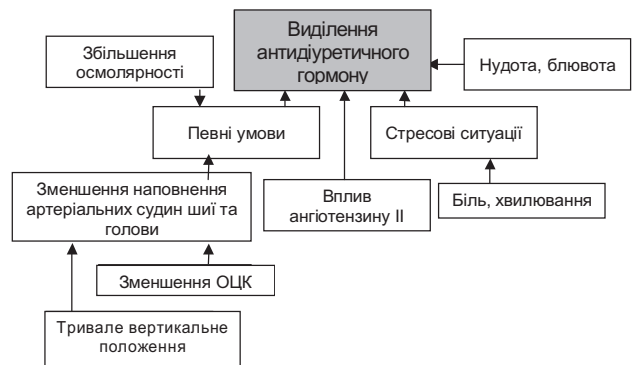 Виділення
антидіуретичного
гормону
Збільшення
осмолярності
Нудота, блювота
Певні умови
Стресові ситуації
Зменшення наповнення
артеріальних судин шиї та
голови
Вплив
ангіотензину II
Біль, хвилювання
Зменшення ОЦК
Тривале вертикальне
положення